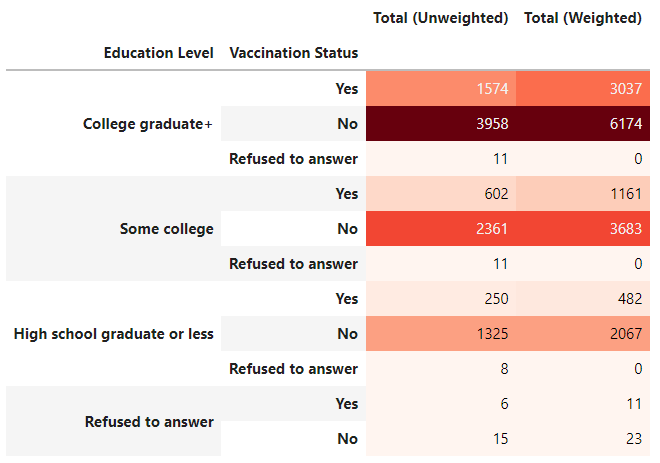 Total (Unweighted) Total (Weighted)
Education Level Vaccination Status
Yes 1574 3037
College graduate+ No 3958 6174
Refused to answer 11 0
Yes 602 1161
Some college No 2361 3683
Refused to answer 11 0
Yes 250 482
High school graduate or less No 1325 2067
Refused to answer 8 0
Yes 6 11
Refused to answer
No 15 23